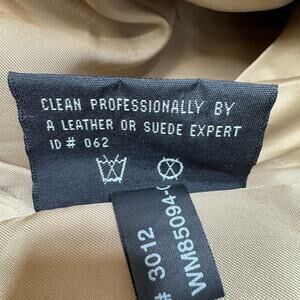 CLEAN PROFESSIONALLY BY
A LEATHER OR SUEDE EXPERT
ID # 062
WM85094-
# 3012